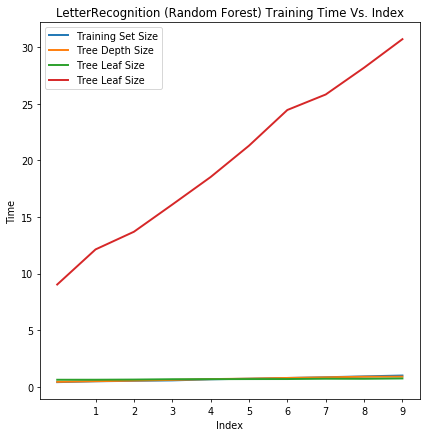 LetterRecognition (Random Forest) Training Time Vs. Index
Training Set Size
Tree Depth Size
Tree Leaf Size
Tree Leaf Size
30
25
20
15
10
5
0
Time
1 2 3 4 5 6 7 8 9
Index